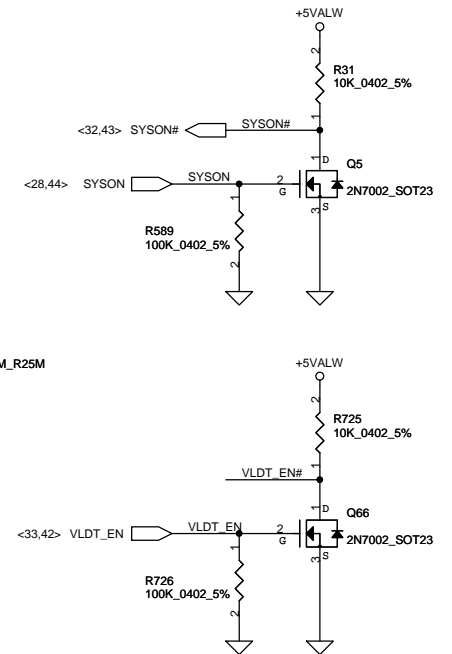 +5VALW
2
R31
10K_0402_5%
1
<32,43> SYSON# SYSON#
1 D
Q5
<28,44> SYSON SYSON 2
G
2N7002_SOT23
3 S
1
R589
100K_0402_5%
2
M_R25M
+5VALW
2
R725
10K_0402_5%
1
VLDT_EN#
1 D
Q66
<33,42> VLDT_EN VLDT_EN 2
G
2N7002_SOT23
3 S
1
R726
100K_0402_5%
2